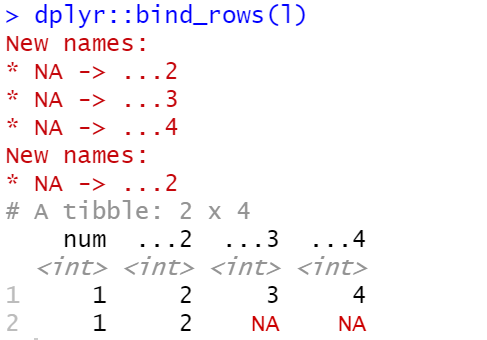 > dplyr::bind_rows(l)
New names:
* NA -> ...2
* NA -> ...3
* NA -> ...4
New names:
* NA -> ...2
# A tibble: 2 x 4
num ...2 ...3 ...4
<int> <int> <int> <int>
1 1 2 3 4
2 1 2 NA NA